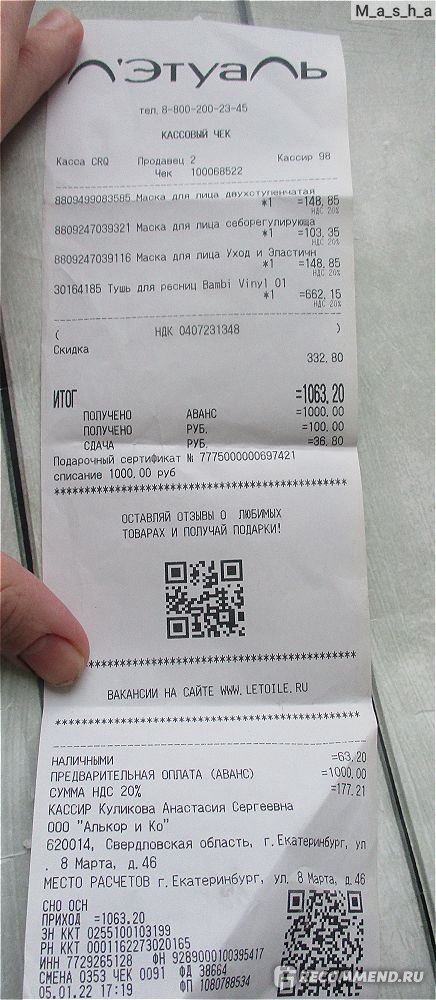 M_a_s_h_a
Л'Этуаль
тел. 8-800-200-23-45
КАССОВЫЙ ЧЕК
Касса CRQ Продавец 2 Кассир 98
Чек 100068522
8809499083585 Маска для лица двухступенчатая
*1 =148,85
НДС 20%
8809247039321 Маска для лица себорегулирующа
*1 =103,35
НДС 20%
8809247039116 Маска для лица Уход и Эластичн
*1 =148,85
НДС 20%
30164185 Тушь для ресниц Bambi Vinyl 01
*1 =662,15
НДС 20%
( НДК 0407231348 )
Скидка
332.80
ИТОГ =1063,20
ПОЛУЧЕНО АВАНС =1000,00
ПОЛУЧЕНО РУБ. =100,00
СДАЧА РУБ. =36,80
Подарочный сертификат № 7775000000697421
списание 1000,00 руб
****************************************
ОСТАВЛЯЙ ОТЗЫВЫ О ЛЮБИМЫХ
ТОВАРАХ И ПОЛУЧАЙ ПОДАРКИ!
****************************************
ВАКАНСИИ НА САЙТЕ WWW.LETOILE.RU
****************************************
НАЛИЧНЫМИ =63,20
ПРЕДВАРИТЕЛЬНАЯ ОПЛАТА (АВАНС) =1000,00
СУММА НДС 20% =177,21
КАССИР Куликова Анастасия Сергеевна
ООО "Алькор и Ко"
620014, Свердловская область, г.Екатеринбург, ул
. 8 Марта, д.46
МЕСТО РАСЧЕТОВ г.Екатеринбург, ул. 8 Марта, д.46
СНО ОСН
ПРИХОД =1063.20
ЗН ККТ 0255100103199
РН ККТ 0001162273020165
ИНН 7729265128 ФН 9289000100395417
СМЕНА 0353 ЧЕК 0091 ФД 38664
05.01.22 17:19 ФП 1080788534
IRECOMMEND.RU